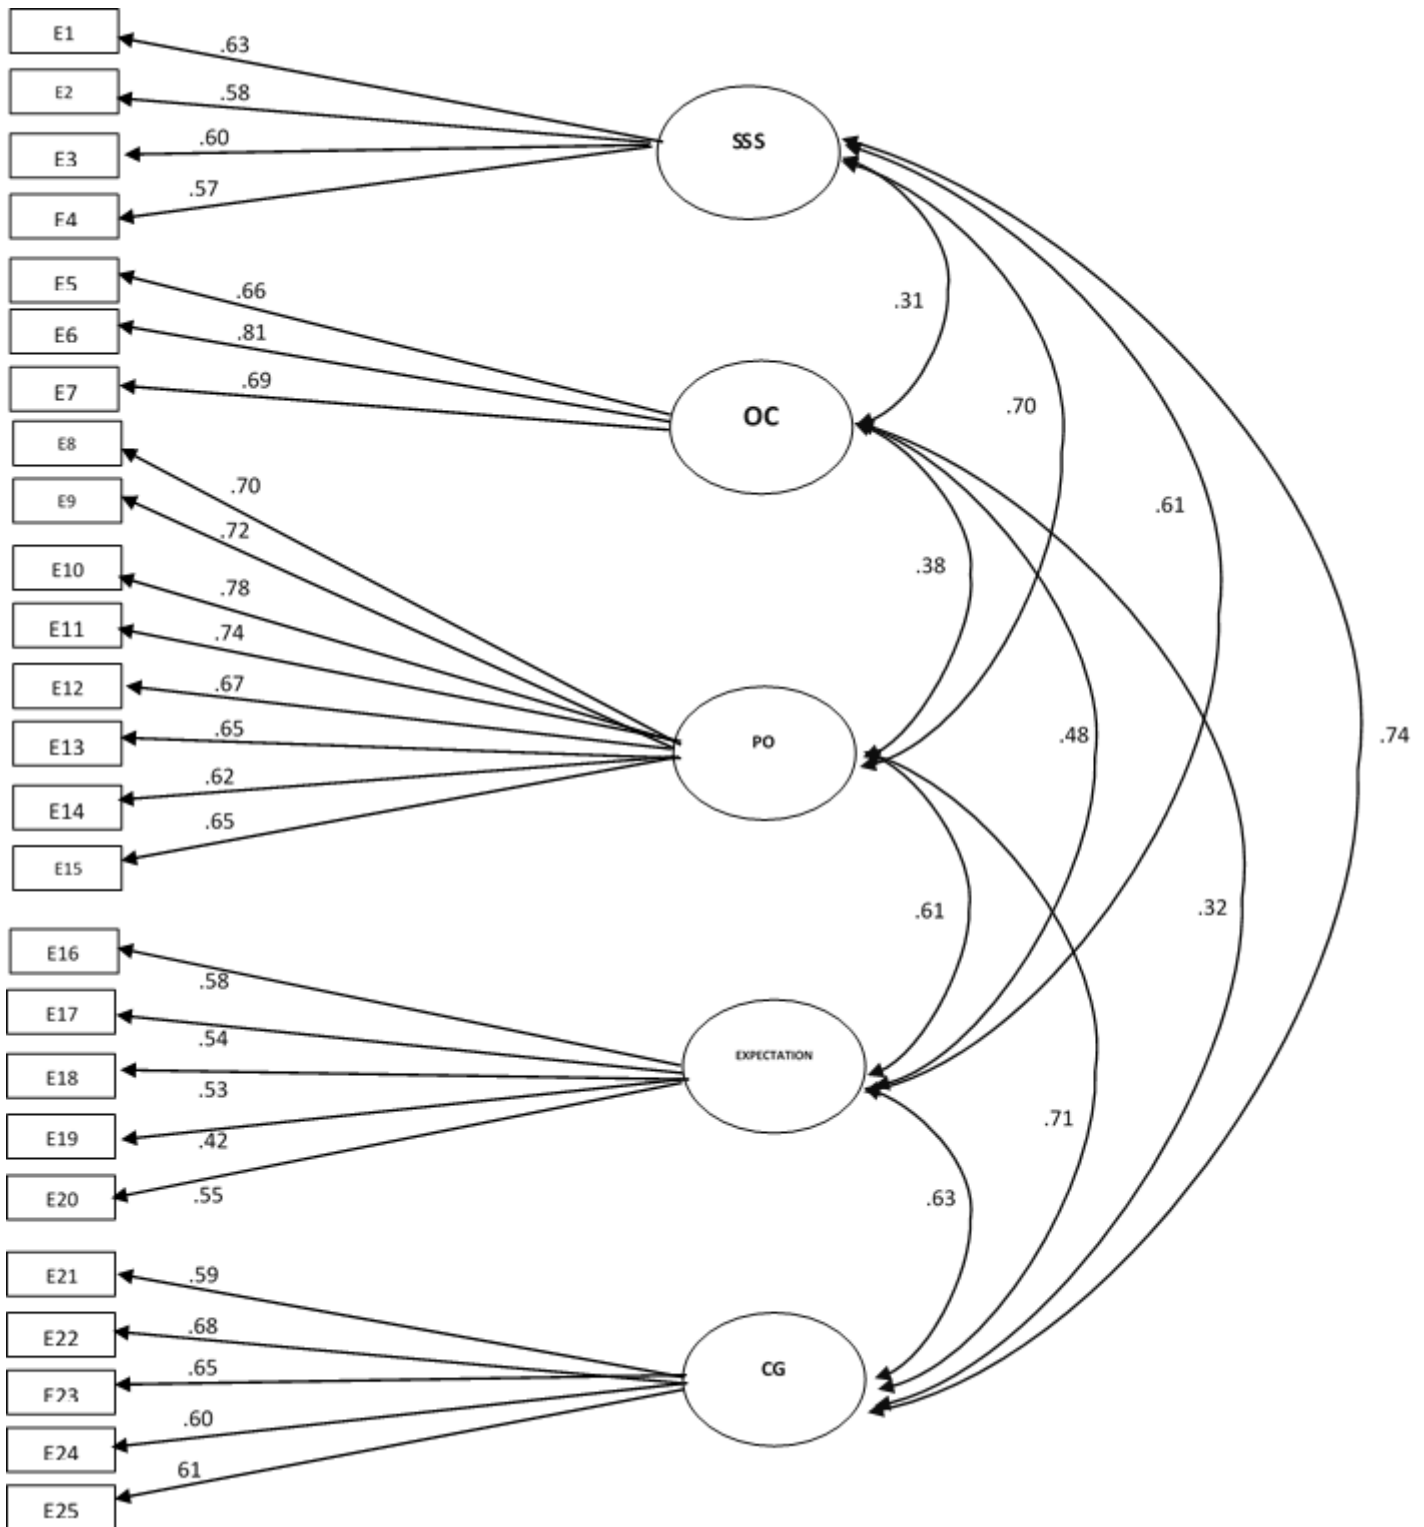 E1
.63
E2
.58
SSS
E3
.60
E4
.57
E5
.66
.31
E6
.81
E7
.69
OC
.70
E8
.70
E9
.72
.61
E10
.78
.38
E11
.74
E12
.67
E13
.65
PO
.48
.74
E14
.62
E15
.65
.61
.32
E16
.58
E17
.54
EXPECTATION
E18
.53
.71
E19
.42
E20
.55
.63
E21
.59
E22
.68
CG
E23
.65
E24
.60
E25
61